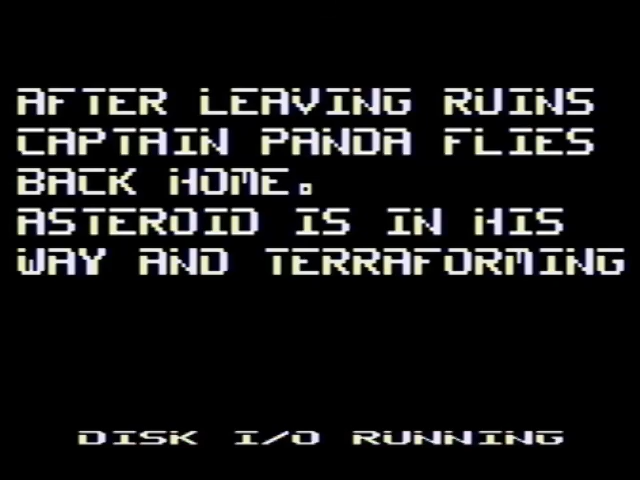 AFTER LEAVING RUINS
CAPTAIN PANDA FLIES
BACK HOME.
ASTEROID IS IN HIS
WAY AND TERRAFORMING
DISK I/O RUNNING